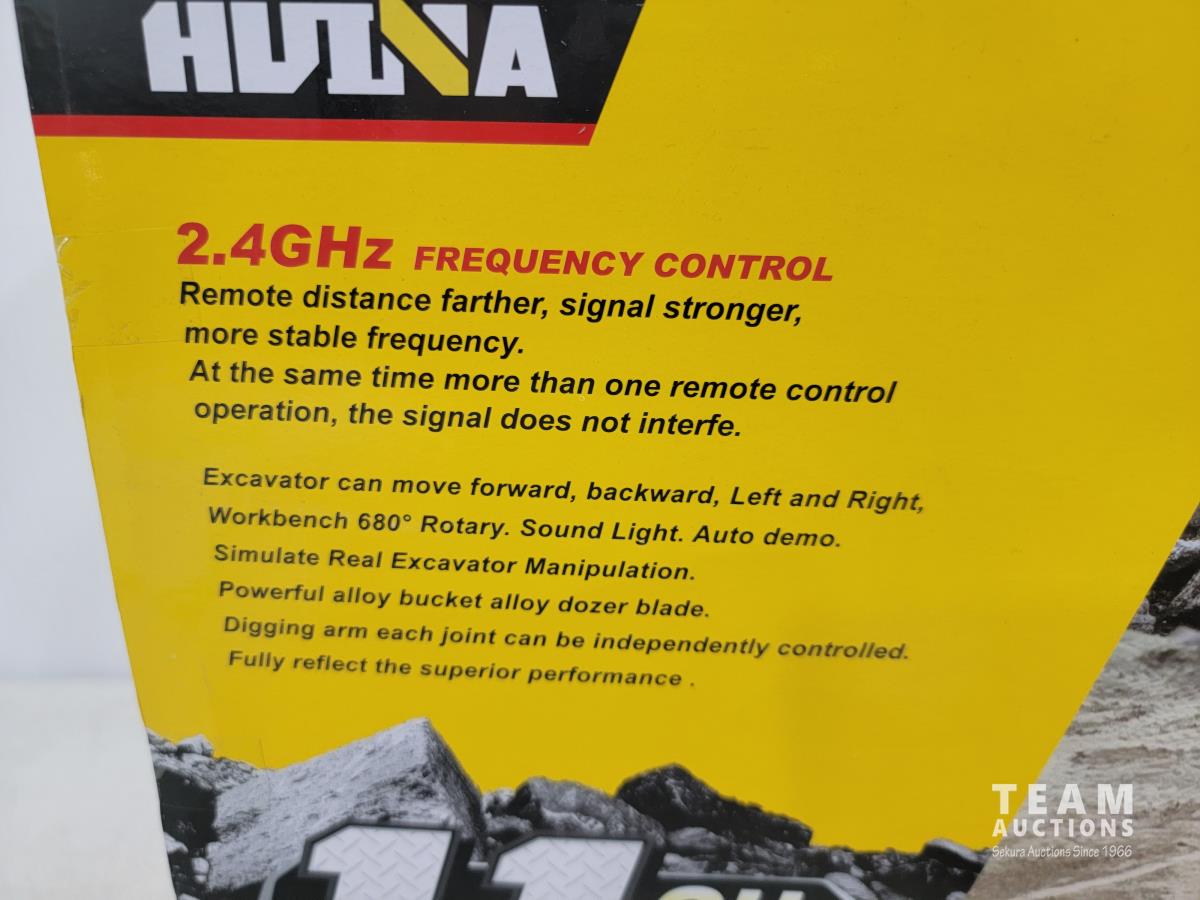 HUINA
2.4GHz FREQUENCY CONTROL
Remote distance farther, signal stronger,
more stable frequency.
At the same time more than one remote control
operation, the signal does not interfe.
Excavator can move forward, backward, Left and Right,
Workbench 680° Rotary. Sound Light. Auto demo.
Simulate Real Excavator Manipulation.
Powerful alloy bucket alloy dozer blade.
Digging arm each joint can be independently controlled.
Fully reflect the superior performance .
11
TEAM
AUCTIONS
Sekura Auctions Since 1966